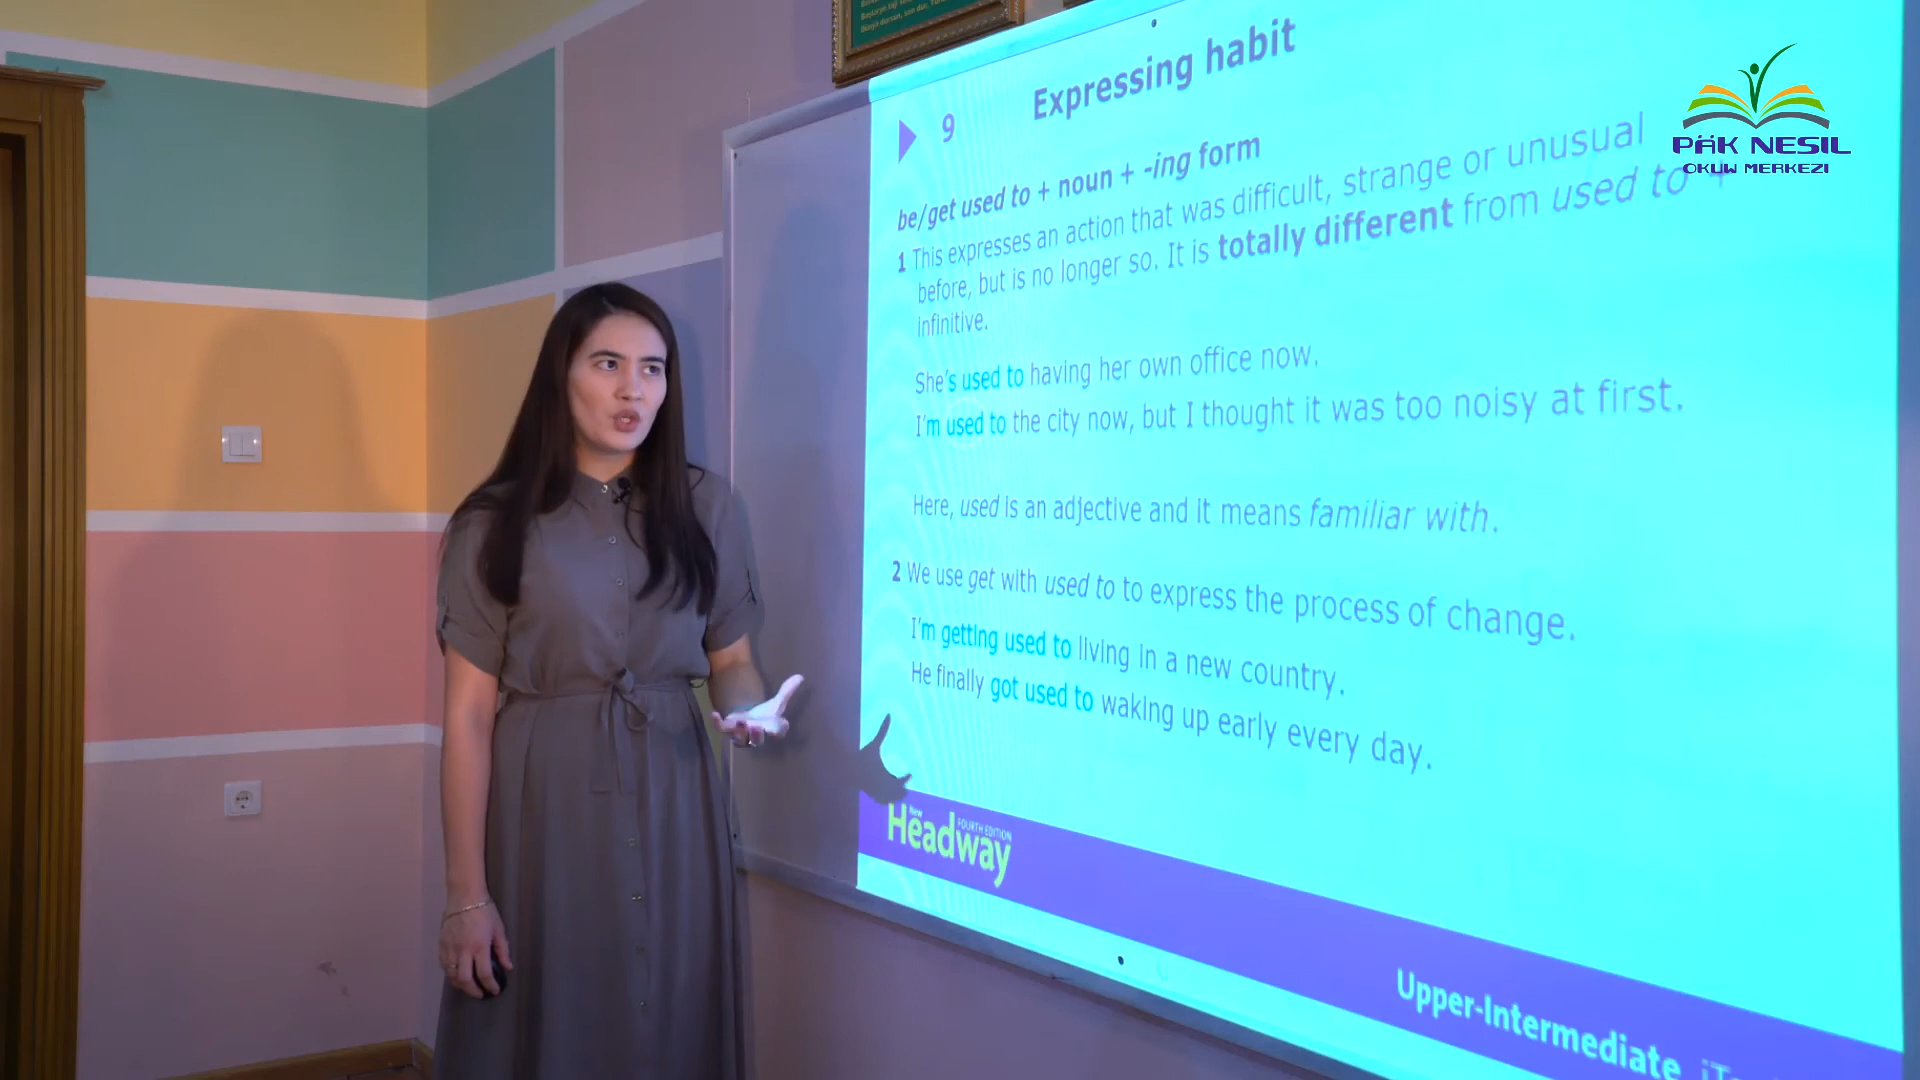 Dünýä dursun, sen dur, Türk
9
Expressing habit
be/get used to + noun + -ing form
1 This expresses an action that was difficult, strange or unusual
before, but is no longer so. It is totally different from used to +
infinitive.
She's used to having her own office now.
I'm used to the city now, but I thought it was too noisy at first.
Here, used is an adjective and it means familiar with.
2 We use get with used to to express the process of change.
I'm getting used to living in a new country.
He finally got used to waking up early every day.
New
Headway
FOURTH EDITION
Upper-Intermediate
PÄK NESIL
OKUW MERKEZI